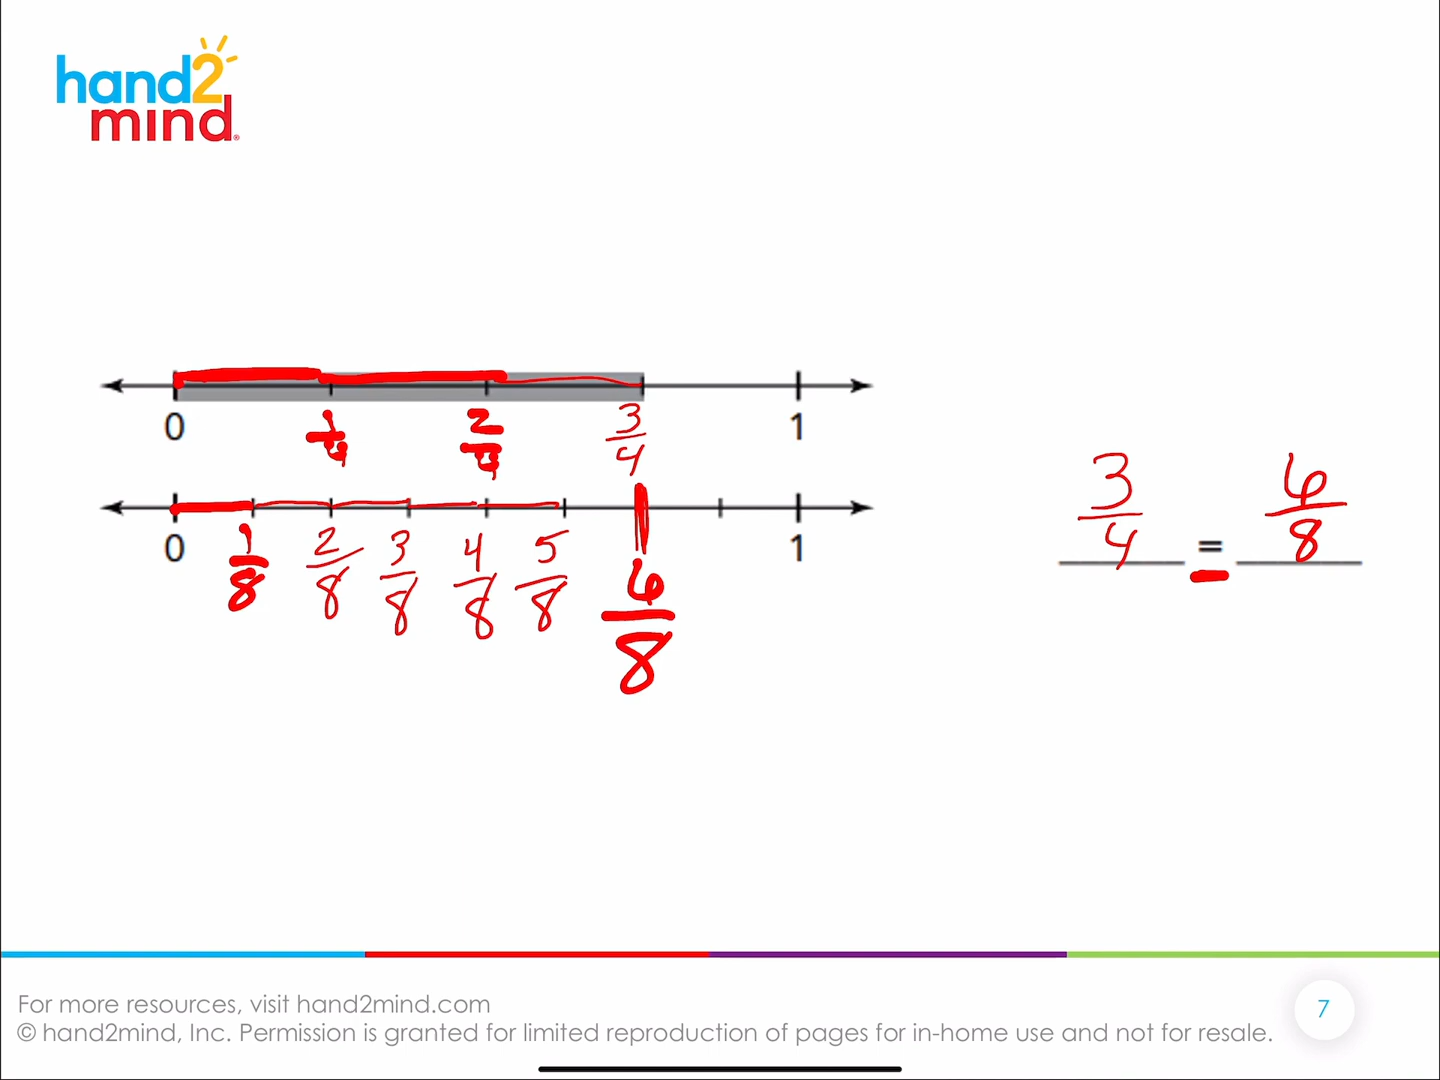 hand2
mind®
0 1/4 2/4 3/4 1
0 1/8 2/8 3/8 4/8 5/8 6/8 1
3/4 = 6/8
For more resources, visit hand2mind.com
© hand2mind, Inc. Permission is granted for limited reproduction of pages for in-home use and not for resale.
7